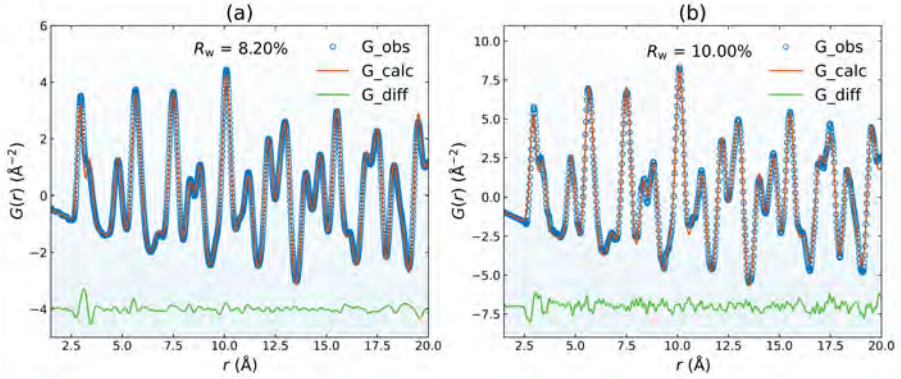 (a)
R_w = 8.20%
G_obs
G_calc
G_diff
G(r) (Å⁻²)
6
4
2
0
−2
−4
2.5 5.0 7.5 10.0 12.5 15.0 17.5 20.0
r (Å)
(b)
R_w = 10.00%
G_obs
G_calc
G_diff
G(r) (Å⁻²)
10.0
7.5
5.0
2.5
0.0
−2.5
−5.0
−7.5
2.5 5.0 7.5 10.0 12.5 15.0 17.5 20.0
r (Å)